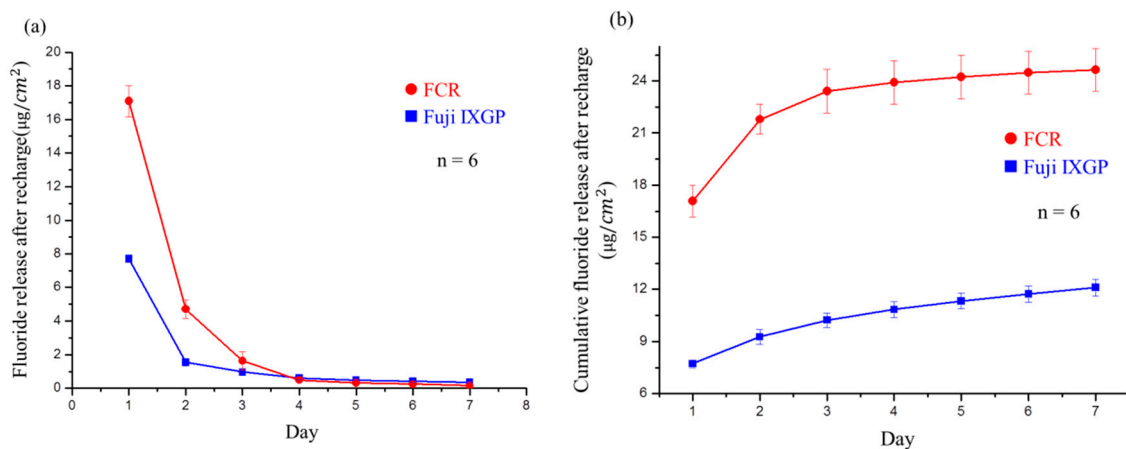 (a)
Fluoride release after recharge(μg/cm²)
20
18
16
14
12
10
8
6
4
2
0
FCR
Fuji IXGP
n = 6
0 1 2 3 4 5 6 7 8
Day
(b)
Cumulative fluoride release after recharge
(μg/cm²)
24
21
18
15
12
9
6
FCR
Fuji IXGP
n = 6
1 2 3 4 5 6 7
Day